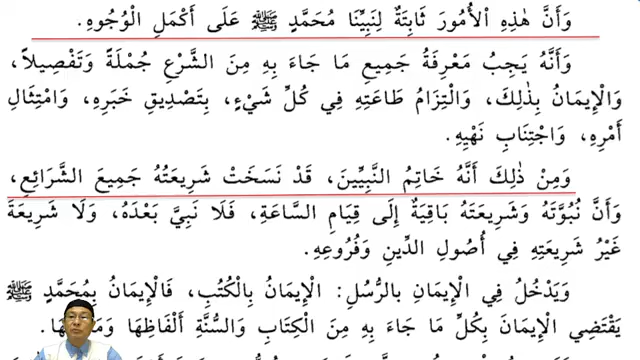 وَأَنَّ هٰذِهِ الْأُمُورَ ثَابِتَةٌ لِنَبِيِّنَا مُحَمَّدٍ ﷺ عَلَى أَكْمَلِ الْوُجُوهِ.
وَأَنَّهُ يَجِبُ مَعْرِفَةُ جَمِيعِ مَا جَاءَ بِهِ مِنَ الشَّرْعِ جُمْلَةً وَتَفْصِيلاً،
وَالْإِيمَانُ بِذٰلِكَ، وَالْتِزَامُ طَاعَتِهِ فِي كُلِّ شَيْءٍ، بِتَصْدِيقِ خَبَرِهِ، وَامْتِثَالِ
أَمْرِهِ، وَاجْتِنَابِ نَهْيِهِ.
وَمِنْ ذٰلِكَ أَنَّهُ خَاتِمُ النَّبِيِّينَ، قَدْ نَسَخَتْ شَرِيعَتُهُ جَمِيعَ الشَّرَائِعِ،
وَأَنَّ نُبُوَّتَهُ وَشَرِيعَتَهُ بَاقِيَةٌ إِلَى قِيَامِ السَّاعَةِ، فَلَا نَبِيَّ بَعْدَهُ، وَلَا شَرِيعَةَ
غَيْرُ شَرِيعَتِهِ فِي أُصُولِ الدِّينِ وَفُرُوعِهِ.
وَيَدْخُلُ فِي الْإِيمَانِ بِالرُّسُلِ: الْإِيمَانُ بِالْكُتُبِ، فَالْإِيمَانُ بِمُحَمَّدٍ ﷺ
يَقْتَضِي الْإِيمَانَ بِكُلِّ مَا جَاءَ بِهِ مِنَ الْكِتَابِ وَالسُّنَّةِ أَلْفَاظِهَا